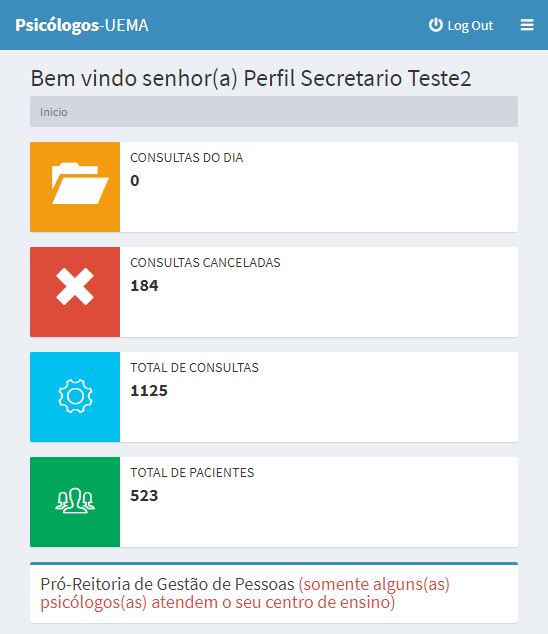 Psicólogos-UEMA
Log Out
Bem vindo senhor(a) Perfil Secretario Teste2
Inicio
CONSULTAS DO DIA
0
CONSULTAS CANCELADAS
184
TOTAL DE CONSULTAS
1125
TOTAL DE PACIENTES
523
Pró-Reitoria de Gestão de Pessoas (somente alguns(as)
psicólogos(as) atendem o seu centro de ensino)